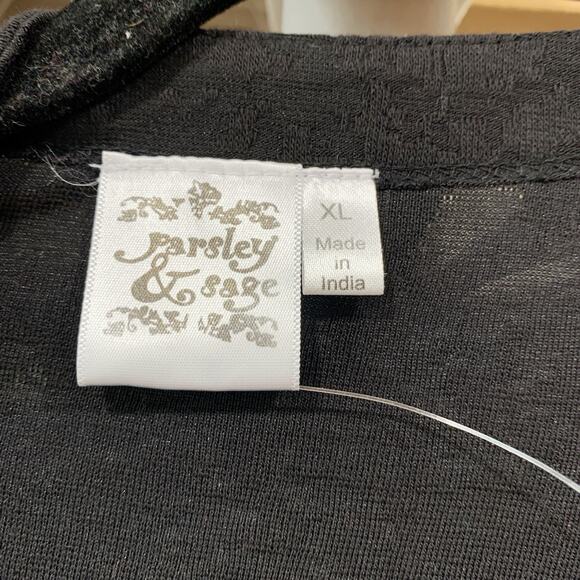 parsley
& sage
XL
Made
in
India